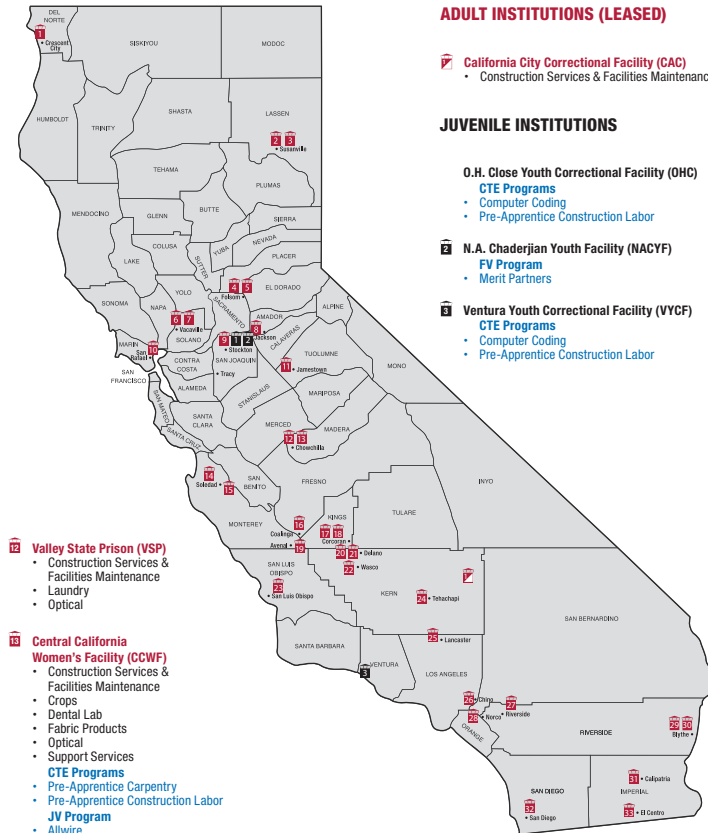 ADULT INSTITUTIONS (LEASED)
1 California City Correctional Facility (CAC)
• Construction Services & Facilities Maintenanc
JUVENILE INSTITUTIONS
O.H. Close Youth Correctional Facility (OHC)
CTE Programs
• Computer Coding
• Pre-Apprentice Construction Labor
2 N.A. Chaderjian Youth Facility (NACYF)
FV Program
• Merit Partners
3 Ventura Youth Correctional Facility (VYCF)
CTE Programs
• Computer Coding
• Pre-Apprentice Construction Labor
DEL
NORTE
1
• Crescent
City
SISKIYOU
MODOC
HUMBOLDT
TRINITY
SHASTA
LASSEN
2 3
• Susanville
TEHAMA
PLUMAS
MENDOCINO
GLENN
BUTTE
SIERRA
COLUSA
LAKE
SUTTER
YUBA
NEVADA
PLACER
SONOMA
NAPA
YOLO
4 5
Folsom •
EL DORADO
SACRAMENTO
6 7
• Vacaville
SOLANO
AMADOR
8
• Jackson
ALPINE
MARIN
San
Rafael •
10
9 1 2
• Stockton
CALAVERAS
SAN
FRANCISCO
CONTRA
COSTA
SAN JOAQUIN
• Tracy
11
• Jamestown
TUOLUMNE
MONO
ALAMEDA
SAN MATEO
SANTA
CLARA
STANISLAUS
MARIPOSA
SANTA CRUZ
MERCED
12 13
• Chowchilla
MADERA
14
Soledad •
15
SAN
BENITO
FRESNO
INYO
MONTEREY
16
Coalinga •
KINGS
17 18
Corcoran •
TULARE
Avenal •
19
20 21 • Delano
22 • Wasco
SAN LUIS
OBISPO
23
• San Luis Obispo
KERN
24 • Tehachapi
1
SAN BERNARDINO
SANTA BARBARA
3
VENTURA
25
• Lancaster
LOS ANGELES
26 • Chino
27
• Riverside
28 • Norco
ORANGE
RIVERSIDE
29 30
Blythe •
SAN DIEGO
32
• San Diego
31 • Calipatria
IMPERIAL
33 • El Centro
12 Valley State Prison (VSP)
• Construction Services &
Facilities Maintenance
• Laundry
• Optical
13 Central California
Women's Facility (CCWF)
• Construction Services &
Facilities Maintenance
• Crops
• Dental Lab
• Fabric Products
• Optical
• Support Services
CTE Programs
• Pre-Apprentice Carpentry
• Pre-Apprentice Construction Labor
JV Program
• Allwire